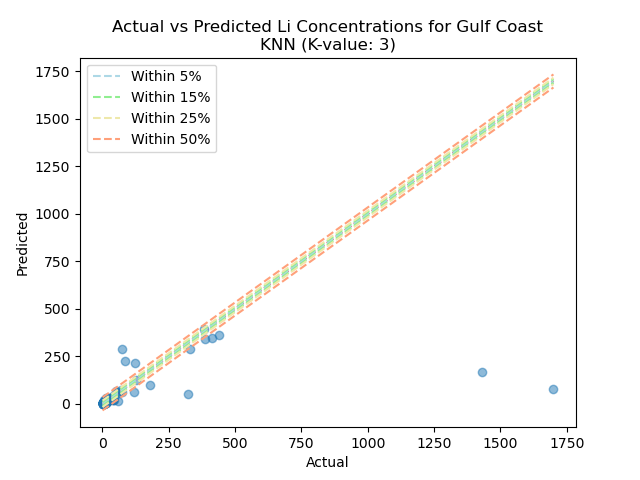 Actual vs Predicted Li Concentrations for Gulf Coast
KNN (K-value: 3)
Within 5%
Within 15%
Within 25%
Within 50%
1750
1500
1250
1000
750
500
250
0
Predicted
0 250 500 750 1000 1250 1500 1750
Actual